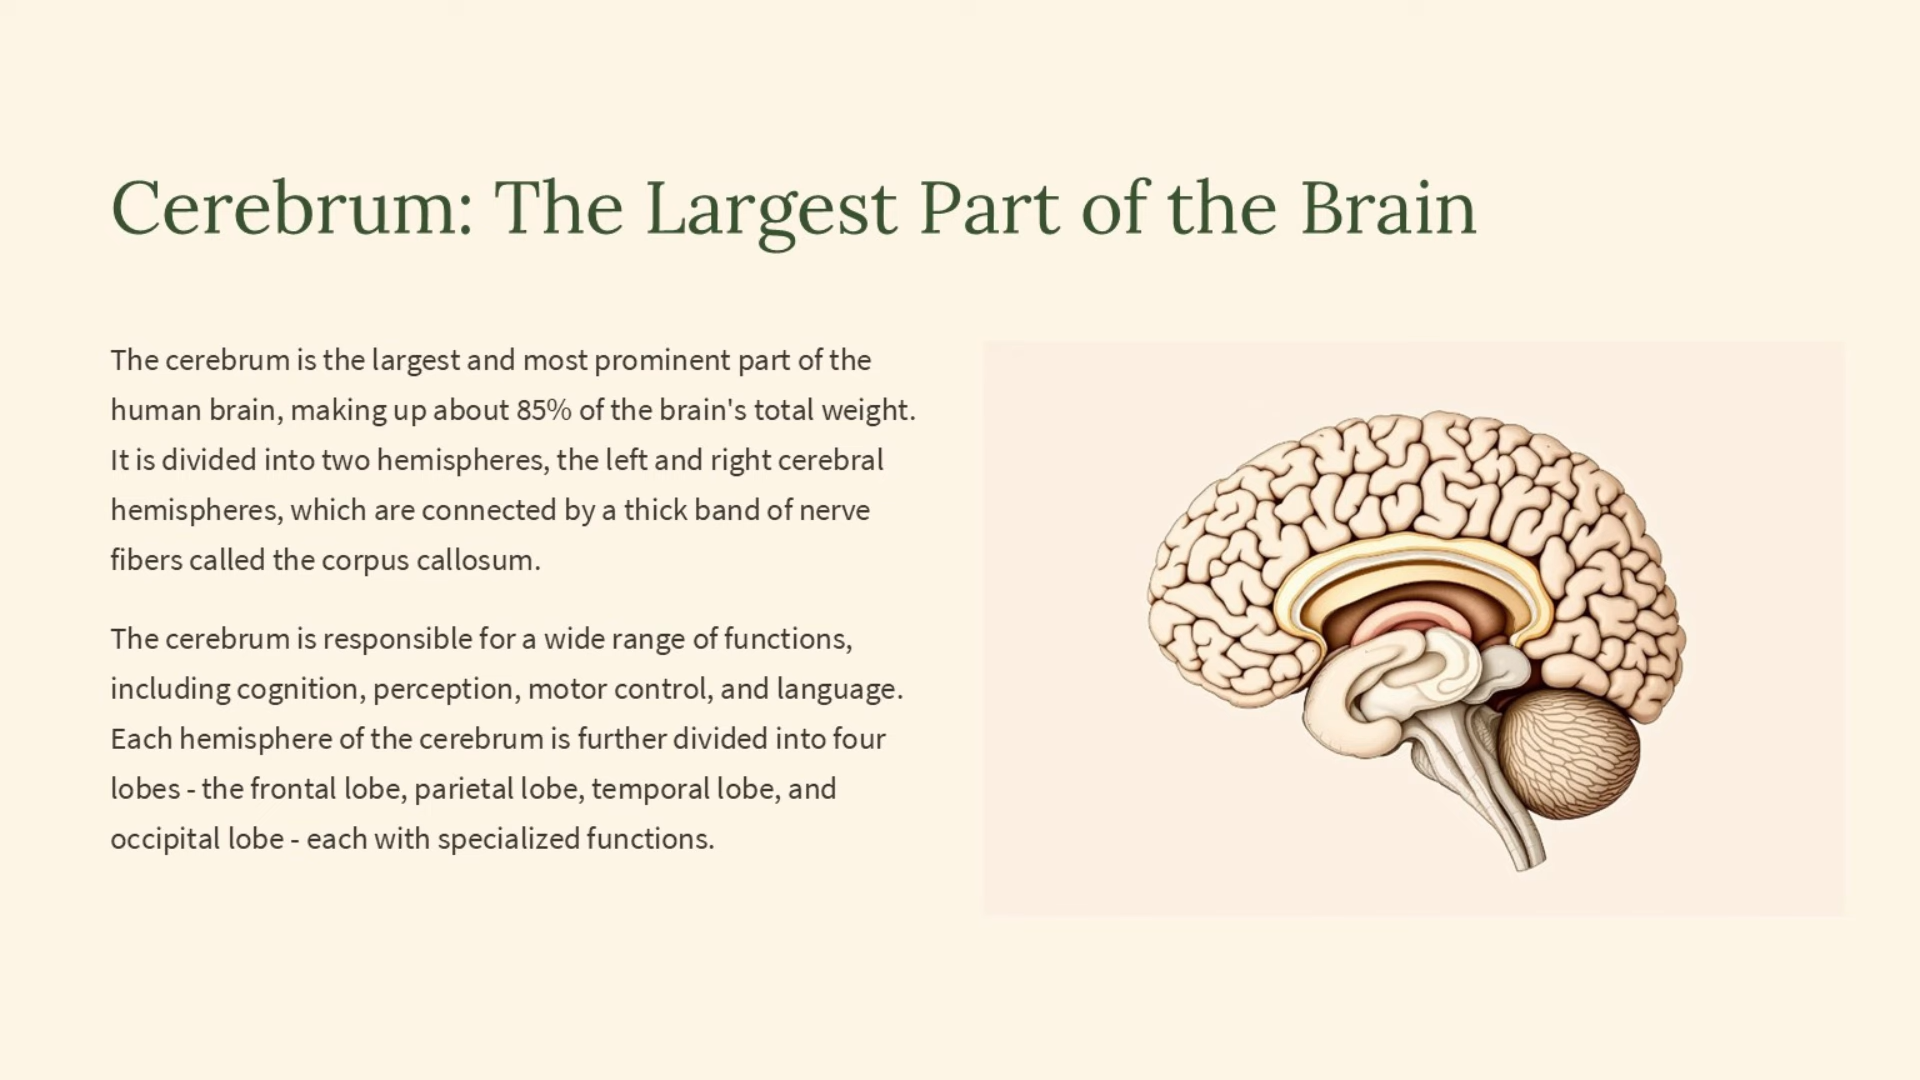 Cerebrum: The Largest Part of the Brain
The cerebrum is the largest and most prominent part of the
human brain, making up about 85% of the brain's total weight.
It is divided into two hemispheres, the left and right cerebral
hemispheres, which are connected by a thick band of nerve
fibers called the corpus callosum.
The cerebrum is responsible for a wide range of functions,
including cognition, perception, motor control, and language.
Each hemisphere of the cerebrum is further divided into four
lobes - the frontal lobe, parietal lobe, temporal lobe, and
occipital lobe - each with specialized functions.